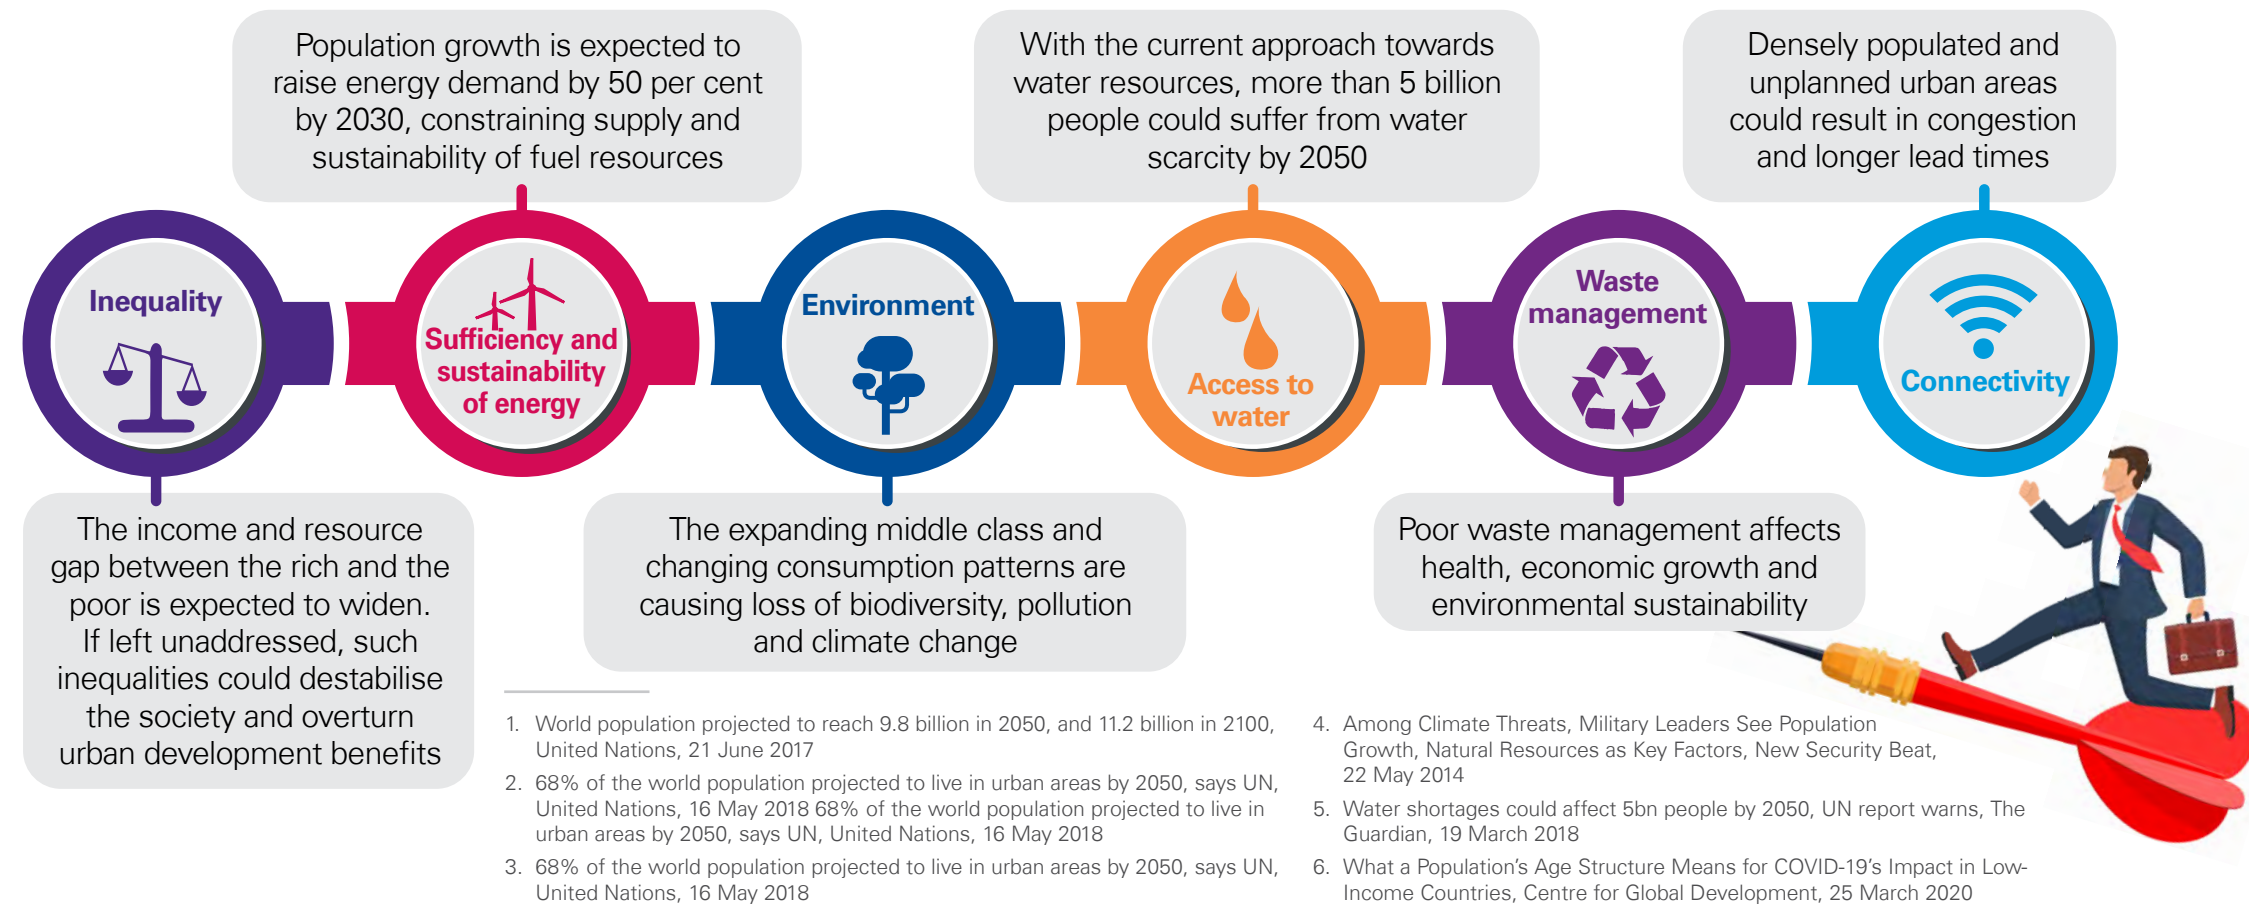 Population growth is expected to
raise energy demand by 50 per cent
by 2030, constraining supply and
sustainability of fuel resources
With the current approach towards
water resources, more than 5 billion
people could suffer from water
scarcity by 2050
Densely populated and
unplanned urban areas
could result in congestion
and longer lead times
Inequality
Sufficiency and
sustainability
of energy
Environment
Access to
water
Waste
management
Connectivity
The income and resource
gap between the rich and the
poor is expected to widen.
If left unaddressed, such
inequalities could destabilise
the society and overturn
urban development benefits
The expanding middle class and
changing consumption patterns are
causing loss of biodiversity, pollution
and climate change
Poor waste management affects
health, economic growth and
environmental sustainability
1. World population projected to reach 9.8 billion in 2050, and 11.2 billion in 2100,
United Nations, 21 June 2017
2. 68% of the world population projected to live in urban areas by 2050, says UN,
United Nations, 16 May 2018 68% of the world population projected to live in
urban areas by 2050, says UN, United Nations, 16 May 2018
3. 68% of the world population projected to live in urban areas by 2050, says UN,
United Nations, 16 May 2018
4. Among Climate Threats, Military Leaders See Population
Growth, Natural Resources as Key Factors, New Security Beat,
22 May 2014
5. Water shortages could affect 5bn people by 2050, UN report warns, The
Guardian, 19 March 2018
6. What a Population's Age Structure Means for COVID-19's Impact in Low-
Income Countries, Centre for Global Development, 25 March 2020